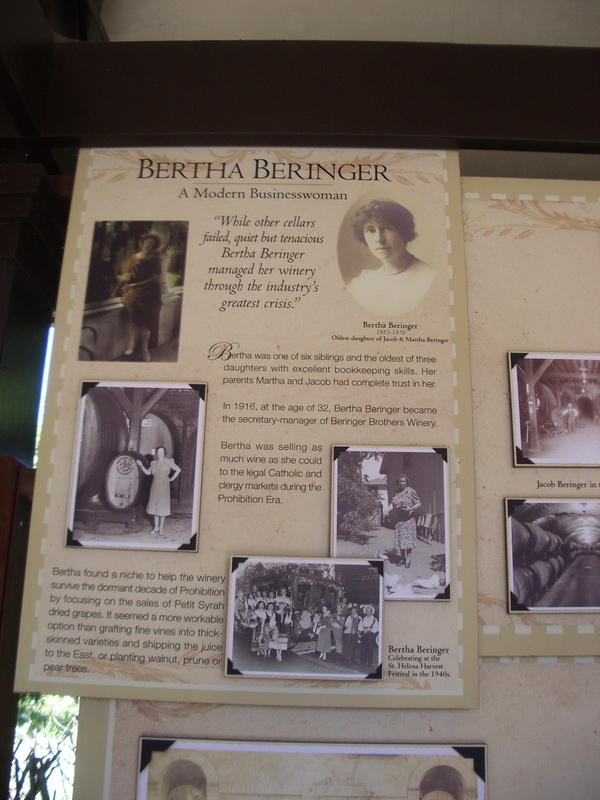 BERTHA BERINGER
A Modern Businesswoman
"While other cellars
failed, quiet but tenacious
Bertha Beringer
managed her winery
through the industry's
greatest crisis."
Bertha Beringer
1883-1970
Oldest daughter of Jacob & Martha Beringer
Bertha was one of six siblings and the oldest of three
daughters with excellent bookkeeping skills. Her
parents Martha and Jacob had complete trust in her.
In 1916, at the age of 32, Bertha Beringer became
the secretary-manager of Beringer Brothers Winery.
Bertha was selling as
much wine as she could
to the legal Catholic and
clergy markets during the
Prohibition Era.
Bertha found a niche to help the winery
survive the dormant decade of Prohibition
by focusing on the sales of Petit Syrah
dried grapes. It seemed a more workable
option than grafting fine vines into thick-
skinned varieties and shipping the juice
to the East, or planting walnut, prune or
pear trees.
Bertha Beringer
Celebrating at the
St. Helena Harvest
Festival in the 1940s.
Jacob Beringer in